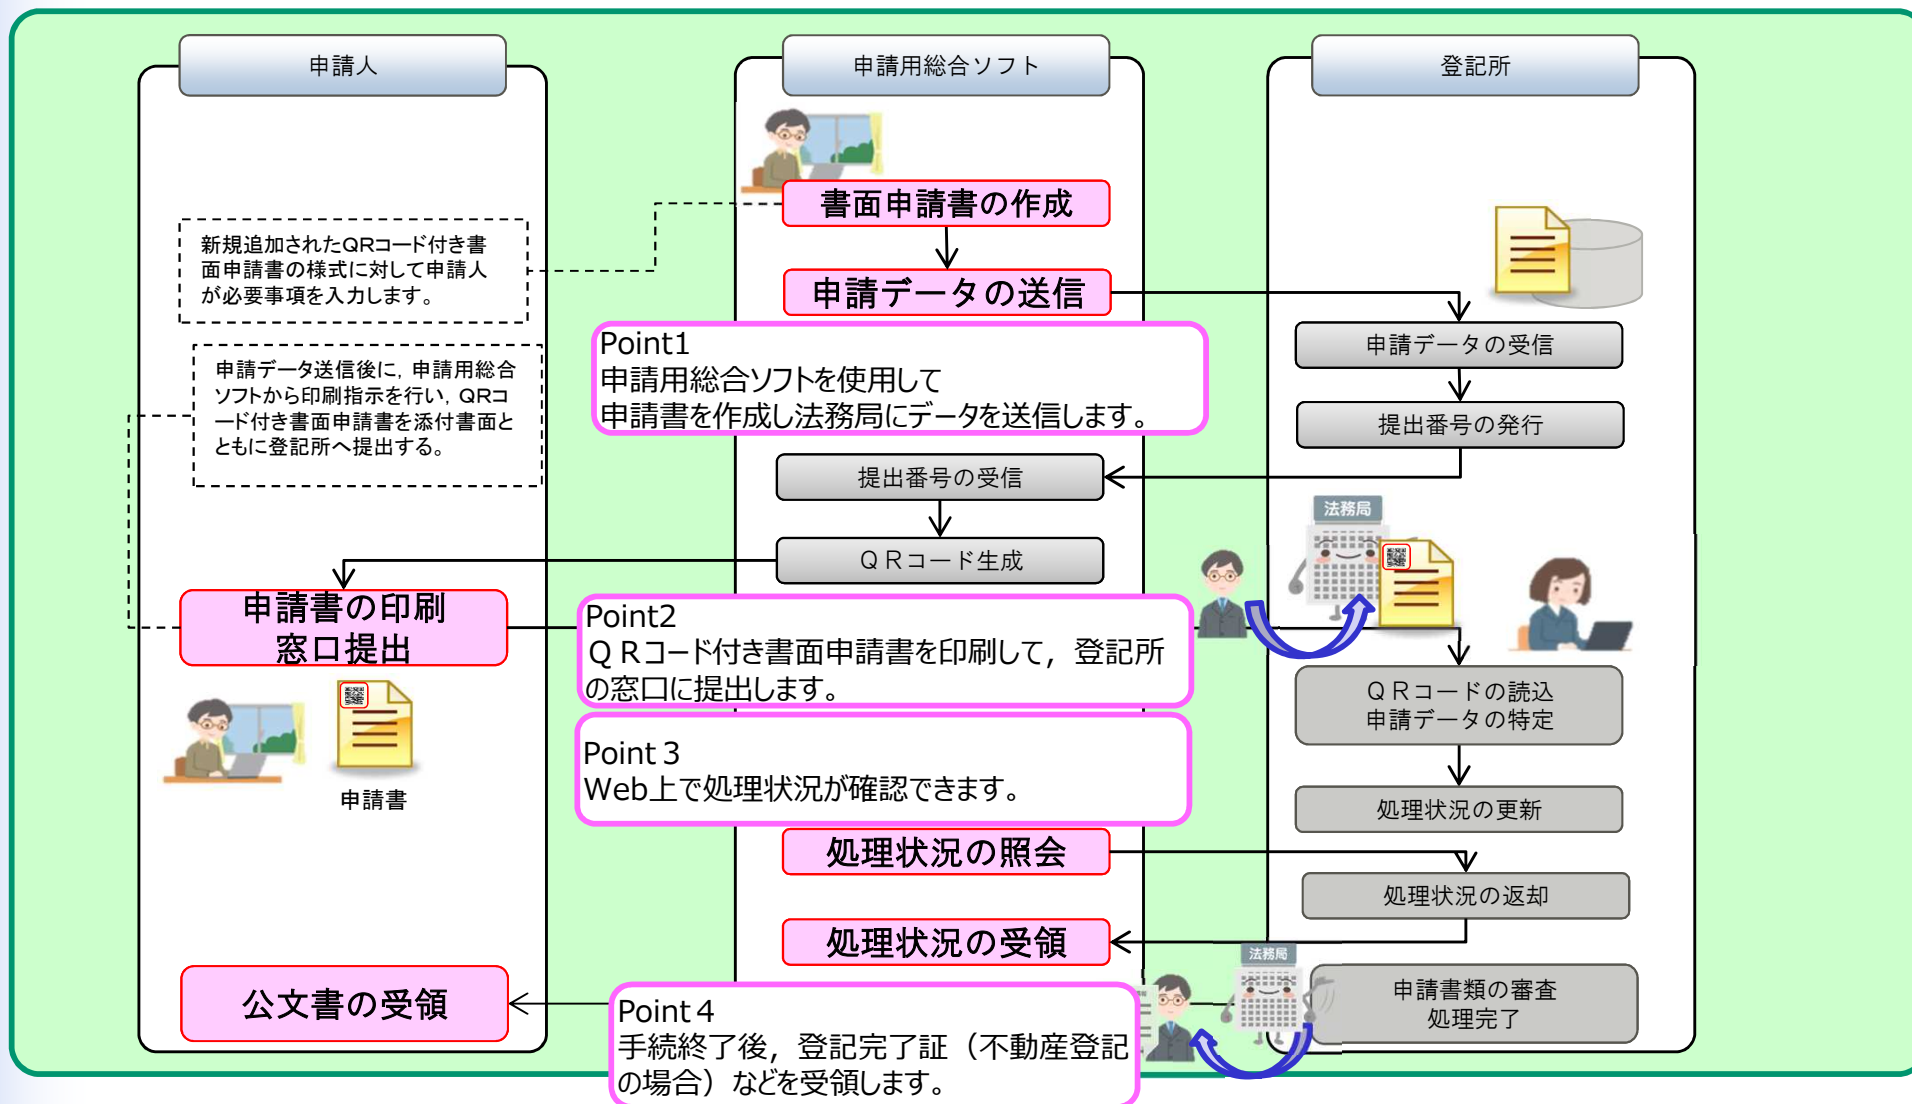 申請人
申請用総合ソフト
登記所
書面申請書の作成
新規追加されたQRコード付き書
面申請書の様式に対して申請人
が必要事項を入力します。
申請データの送信
Point1
申請用総合ソフトを使用して
申請書を作成し法務局にデータを送信します。
申請データの受信
申請データ送信後に，申請用総合
ソフトから印刷指示を行い，QRコ
ード付き書面申請書を添付書面と
ともに登記所へ提出する。
提出番号の発行
提出番号の受信
法務局
ＱＲコード生成
申請書の印刷
窓口提出
Point2
ＱＲコード付き書面申請書を印刷して，登記所
の窓口に提出します。
ＱＲコードの読込
申請データの特定
申請書
Point３
Web上で処理状況が確認できます。
処理状況の更新
処理状況の照会
処理状況の返却
処理状況の受領
法務局
公文書の受領
Point４
手続終了後，登記完了証（不動産登記
の場合）などを受領します。
申請書類の審査
処理完了